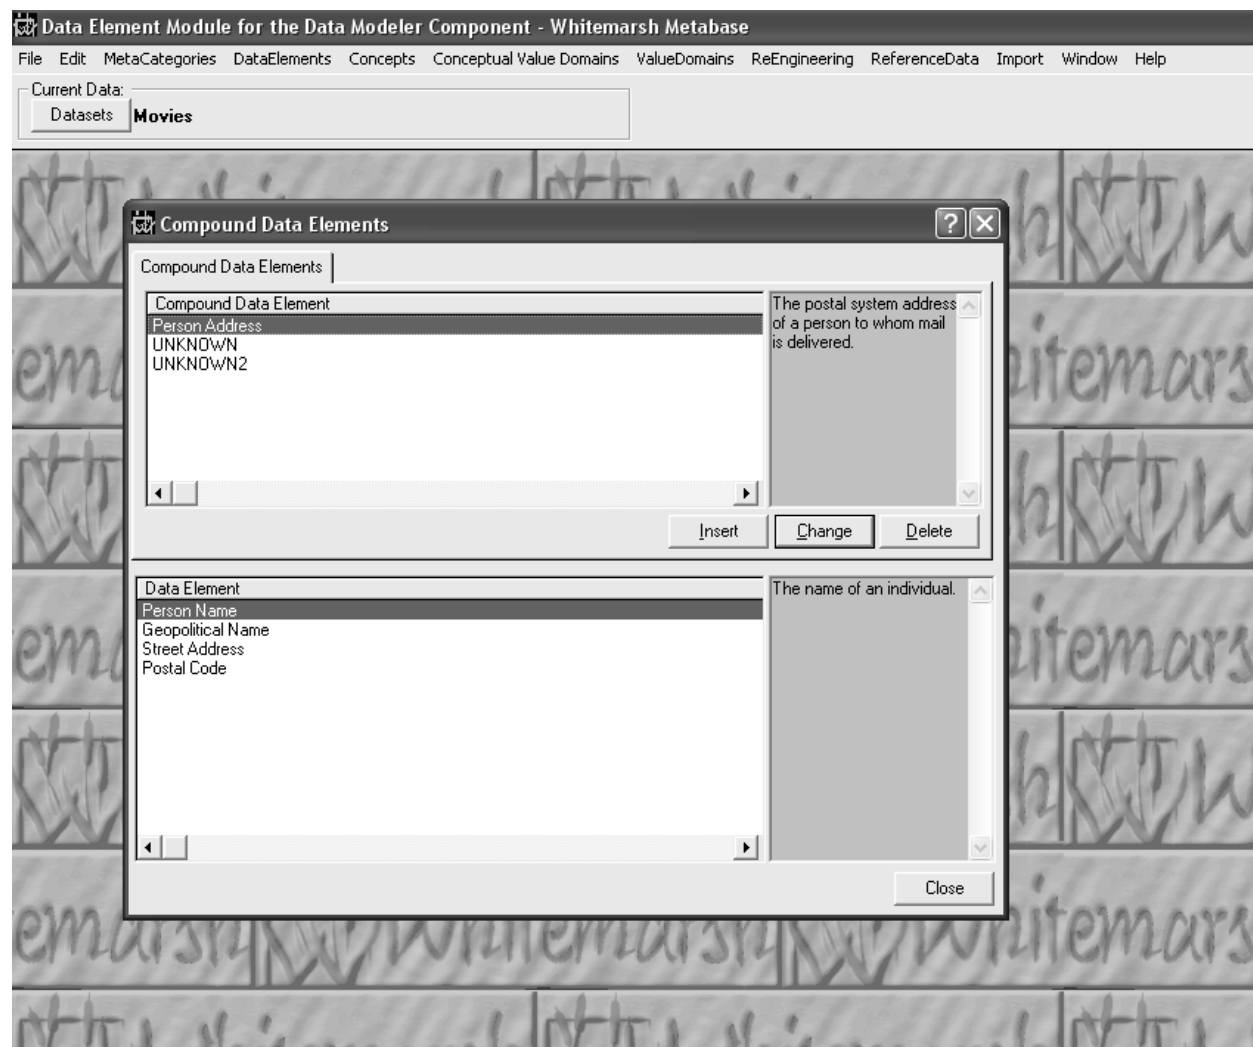 Data Element Module for the Data Modeler Component - Whitemarsh Metabase
File Edit MetaCategories DataElements Concepts Conceptual Value Domains ValueDomains ReEngineering ReferenceData Import Window Help
Current Data:
Datasets Movies
Compound Data Elements
Compound Data Elements
Compound Data Element
Person Address
UNKNOWN
UNKNOWN2
The postal system address
of a person to whom mail
is delivered.
Insert Change Delete
Data Element
Person Name
Geopolitical Name
Street Address
Postal Code
The name of an individual.
Close
Whitemarsh